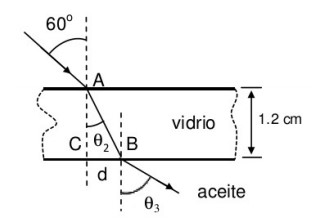 60°
A
vidrio
1.2 cm
C θ₂ B
d
aceite
θ₃